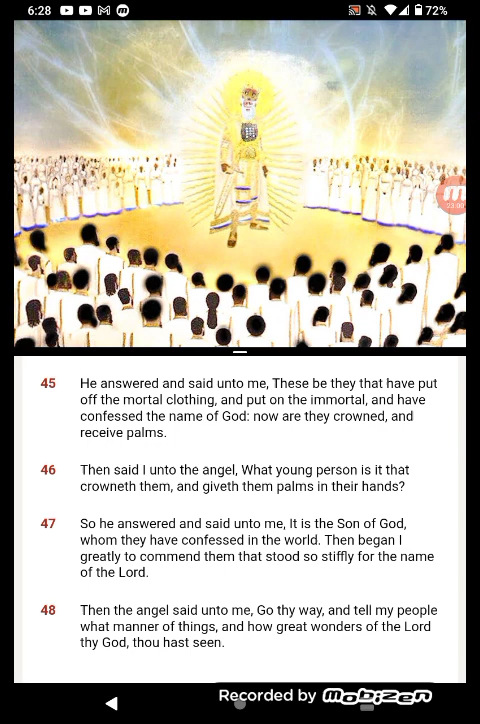 6:28
72%
03:00
45 He answered and said unto me, These be they that have put
off the mortal clothing, and put on the immortal, and have
confessed the name of God: now are they crowned, and
receive palms.
46 Then said I unto the angel, What young person is it that
crowneth them, and giveth them palms in their hands?
47 So he answered and said unto me, It is the Son of God,
whom they have confessed in the world. Then began I
greatly to commend them that stood so stiffly for the name
of the Lord.
48 Then the angel said unto me, Go thy way, and tell my people
what manner of things, and how great wonders of the Lord
thy God, thou hast seen.
Recorded by Mobizen